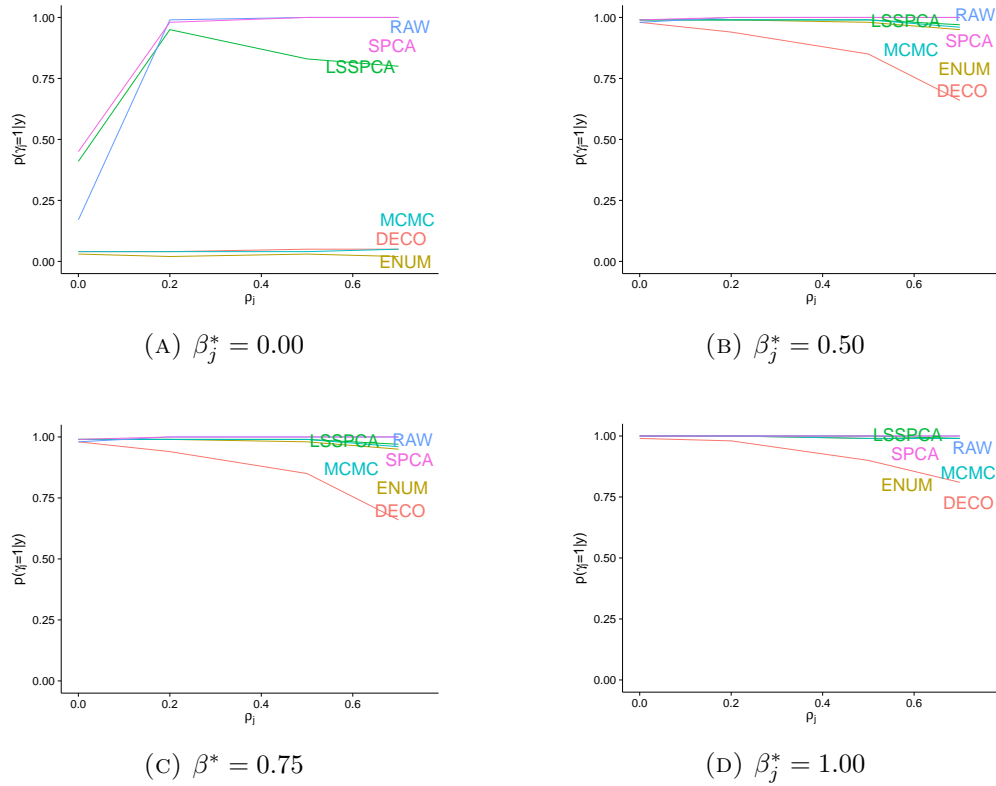 1.00
0.75
0.50
0.25
0.00
p(γj=1|y)
0.0
0.2
0.4
0.6
ρj
RAW
SPCA
LSSPCA
MCMC
DECO
ENUM
(A) β*j = 0.00
1.00
0.75
0.50
0.25
0.00
p(γj=1|y)
0.0
0.2
0.4
0.6
ρj
LSSPCA
RAW
SPCA
MCMC
ENUM
DECO
(B) β*j = 0.50
1.00
0.75
0.50
0.25
0.00
p(γj=1|y)
0.0
0.2
0.4
0.6
ρj
LSSPCA
RAW
SPCA
MCMC
ENUM
DECO
(C) β* = 0.75
1.00
0.75
0.50
0.25
0.00
p(γj=1|y)
0.0
0.2
0.4
0.6
ρj
LSSPCA
RAW
SPCA
MCMC
ENUM
DECO
(D) β*j = 1.00